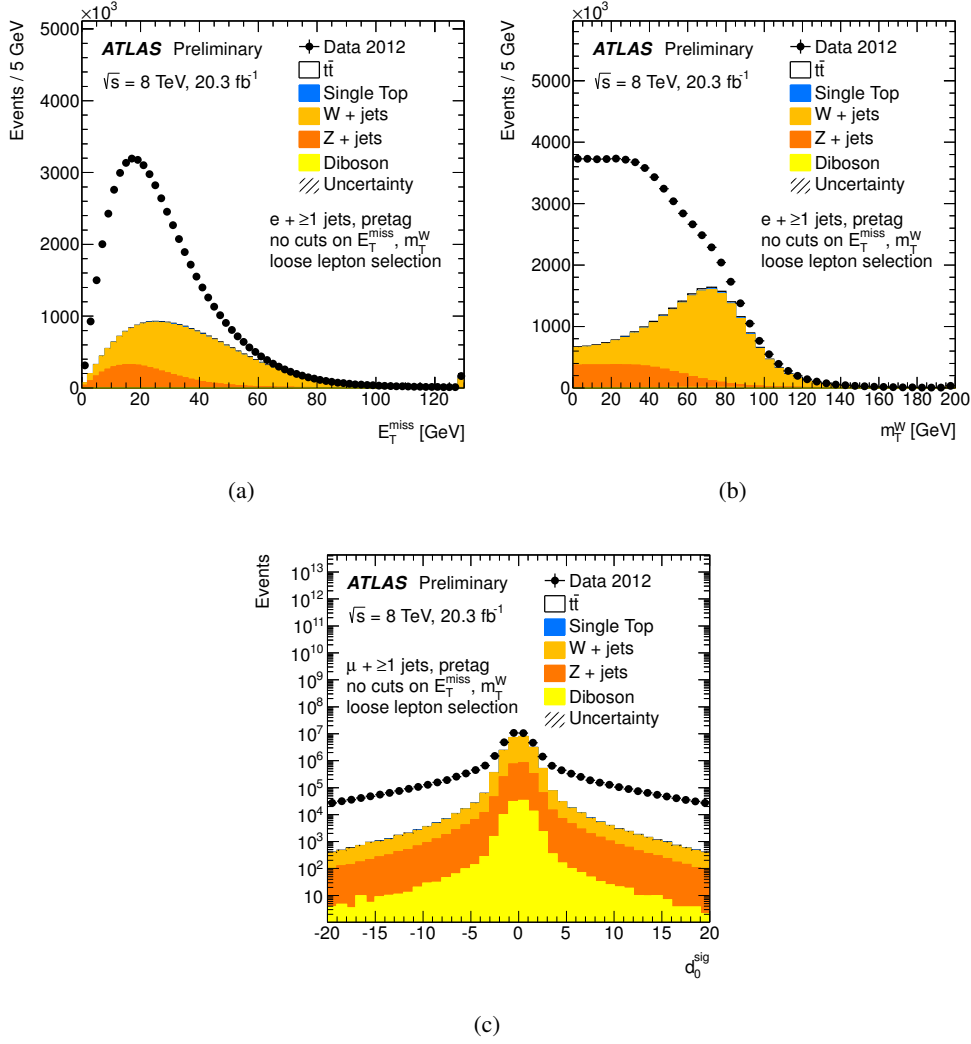 ×10³
Events / 5 GeV
ATLAS Preliminary
√s = 8 TeV, 20.3 fb⁻¹
Data 2012
tt̄
Single Top
W + jets
Z + jets
Diboson
Uncertainty
e + ≥1 jets, pretag
no cuts on E_T^miss, m_T^W
loose lepton selection
5000
4000
3000
2000
1000
0
0 20 40 60 80 100 120
E_T^miss [GeV]
(a)
×10³
Events / 5 GeV
ATLAS Preliminary
√s = 8 TeV, 20.3 fb⁻¹
Data 2012
tt̄
Single Top
W + jets
Z + jets
Diboson
Uncertainty
e + ≥1 jets, pretag
no cuts on E_T^miss, m_T^W
loose lepton selection
5000
4000
3000
2000
1000
0
0 20 40 60 80 100 120 140 160 180 200
m_T^W [GeV]
(b)
Events
ATLAS Preliminary
√s = 8 TeV, 20.3 fb⁻¹
Data 2012
tt̄
Single Top
W + jets
Z + jets
Diboson
Uncertainty
μ + ≥1 jets, pretag
no cuts on E_T^miss, m_T^W
loose lepton selection
10¹³
10¹²
10¹¹
10¹⁰
10⁹
10⁸
10⁷
10⁶
10⁵
10⁴
10³
10²
10
-20 -15 -10 -5 0 5 10 15 20
d_0^sig
(c)